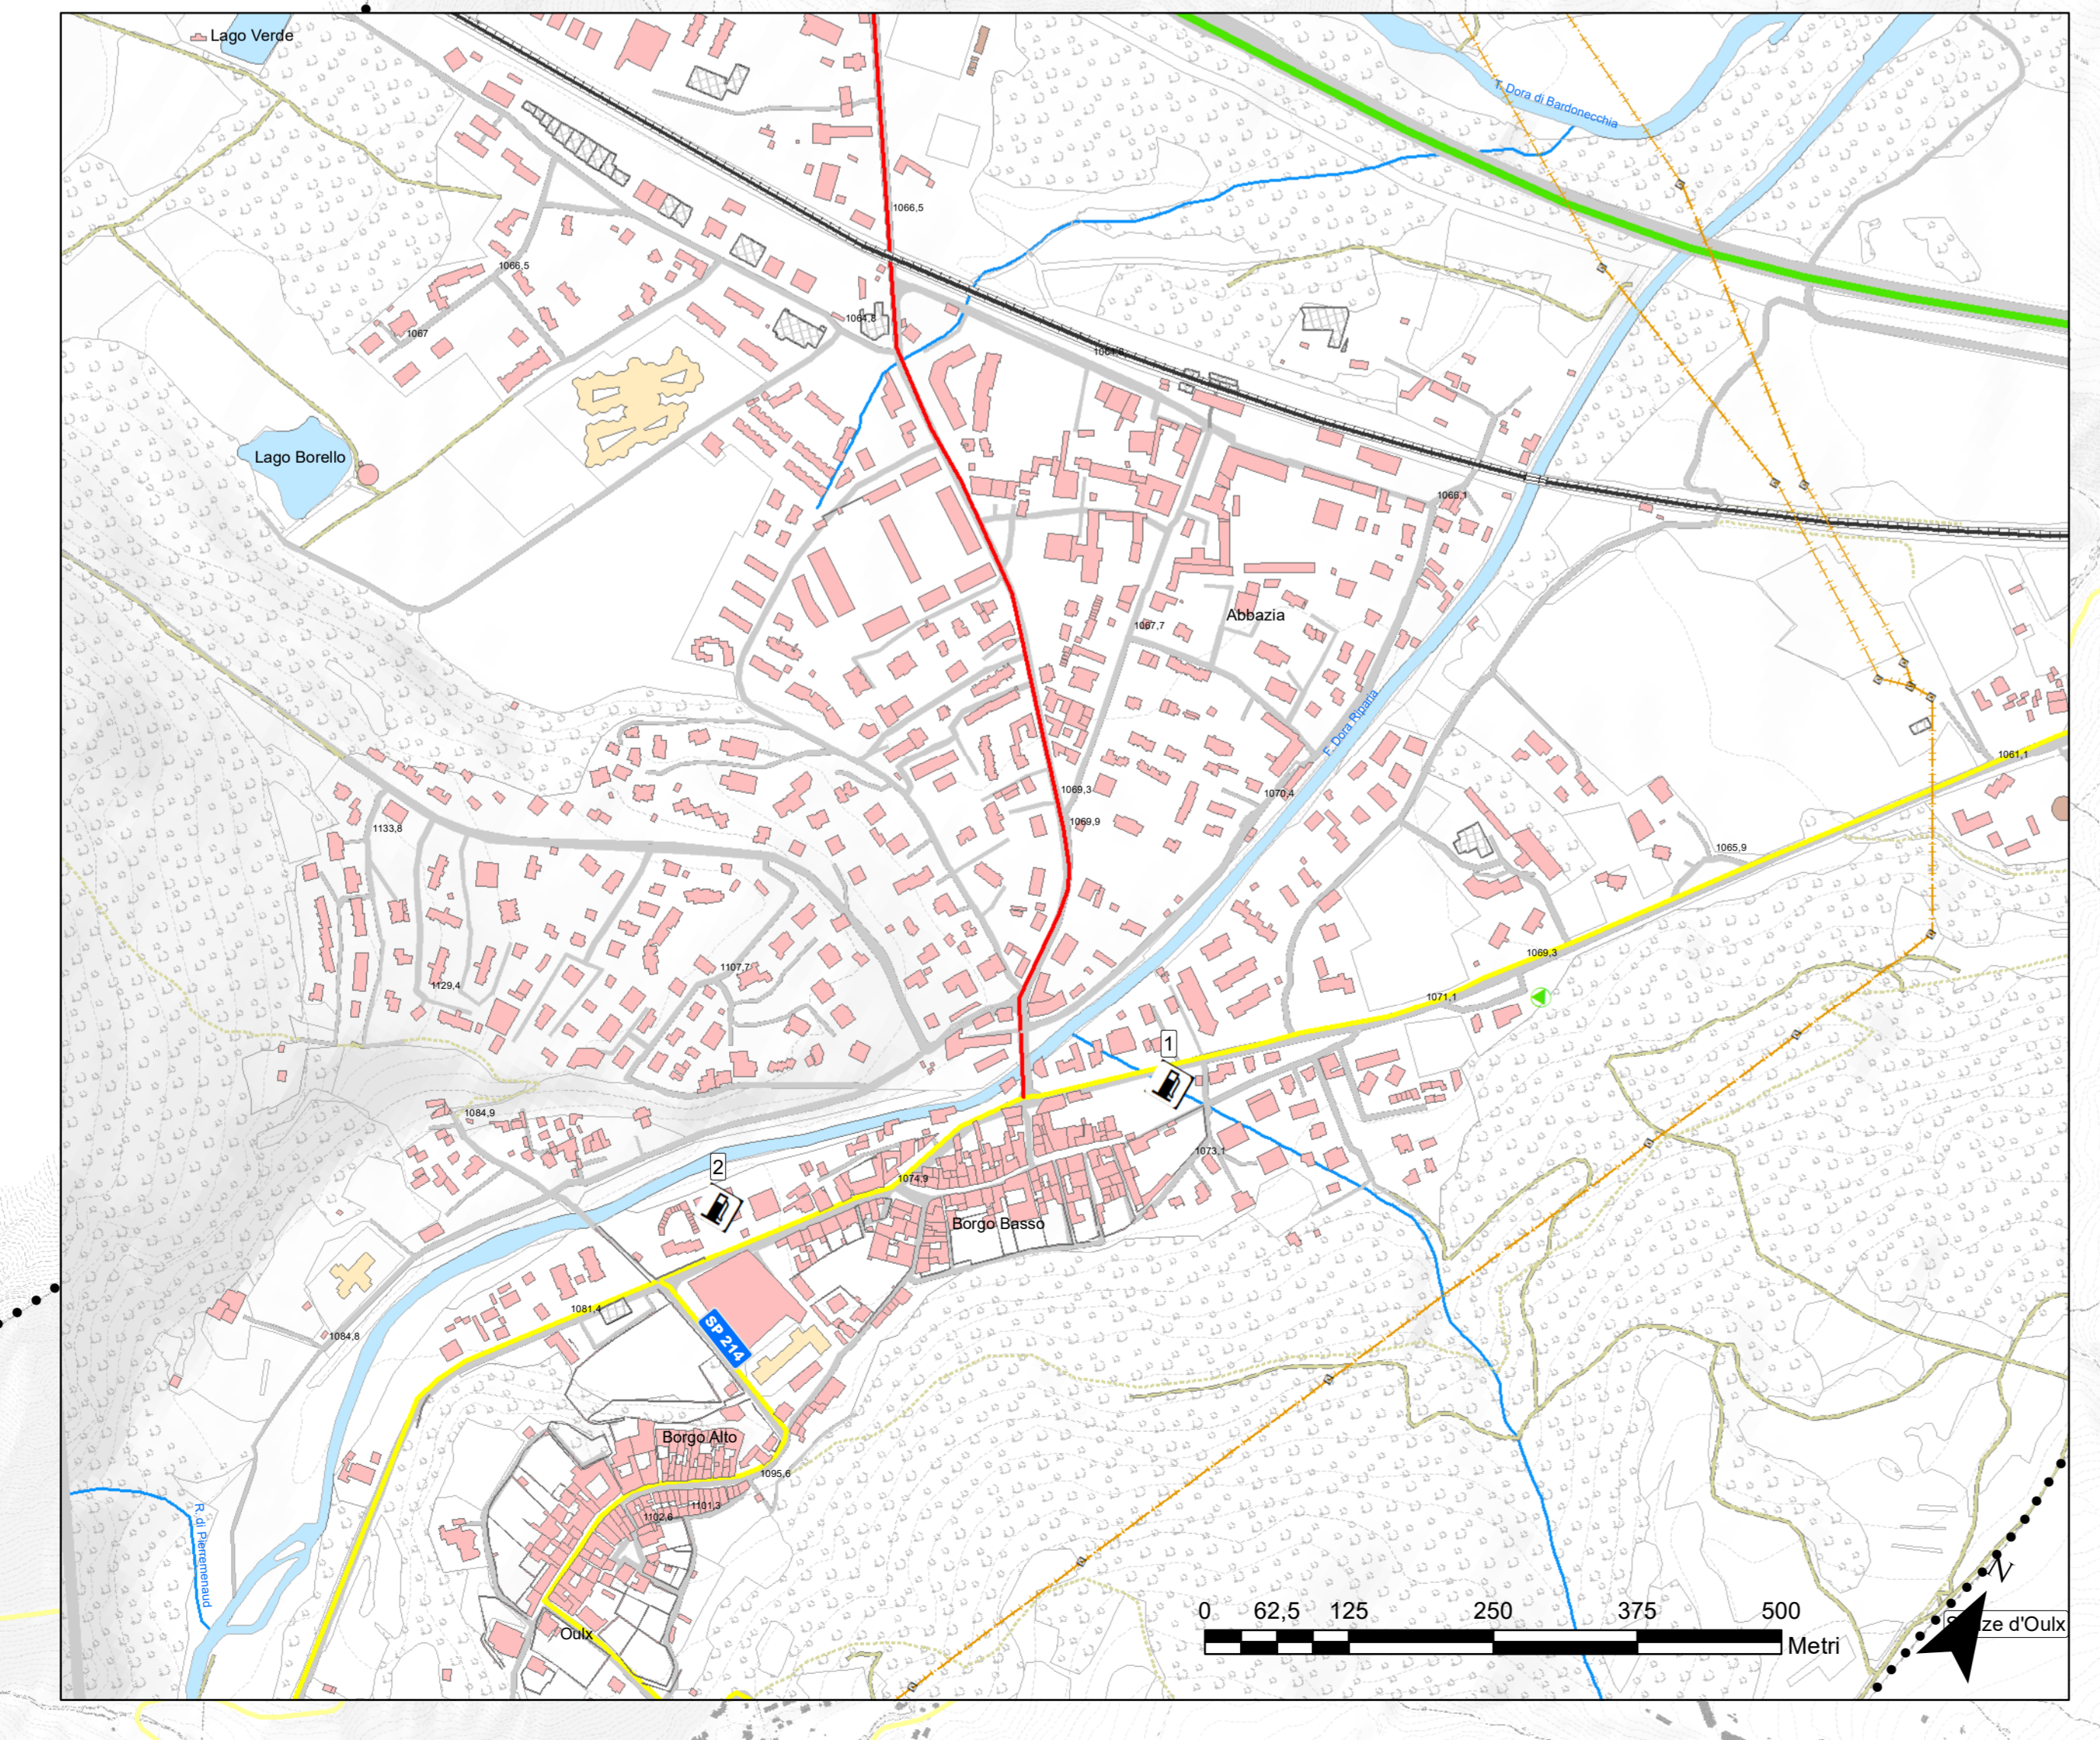 Lago Verde
T. Dora di Bardonecchia
1066,5
1066,5
1064,8
1067
Lago Borello
1066,1
Abbazia
1067,7
F. Dora Riparia
1061,1
1069,3
1070,4
1069,9
1133,8
1065,9
1069,3
1107,7
1129,4
1071,1
1
1084,9
1073,1
2
1074,9
Borgo Basso
1081,4
SP 214
1084,8
Borgo Alto
1095,6
1101,3
1102,6
R. di Pierremenaud
N
0 62,5 125 250 375 500
Metri
Oulx
ze d'Oulx